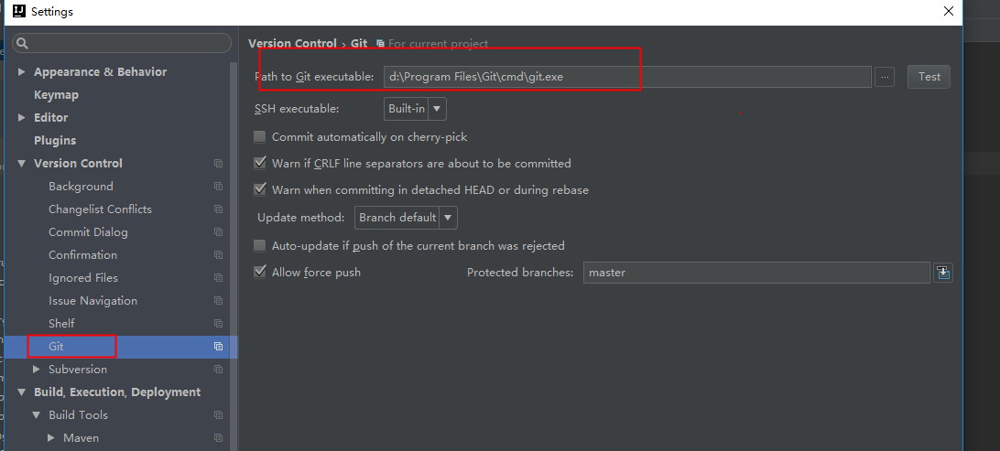 IJ Settings
Version Control › Git For current project
Appearance & Behavior
Keymap
Editor
Plugins
Version Control
Background
Changelist Conflicts
Commit Dialog
Confirmation
Ignored Files
Issue Navigation
Shelf
Git
Subversion
Build, Execution, Deployment
Build Tools
Maven
Path to Git executable: d:\Program Files\Git\cmd\git.exe ... Test
SSH executable: Built-in
Commit automatically on cherry-pick
Warn if CRLF line separators are about to be committed
Warn when committing in detached HEAD or during rebase
Update method: Branch default
Auto-update if push of the current branch was rejected
Allow force push Protected branches: master